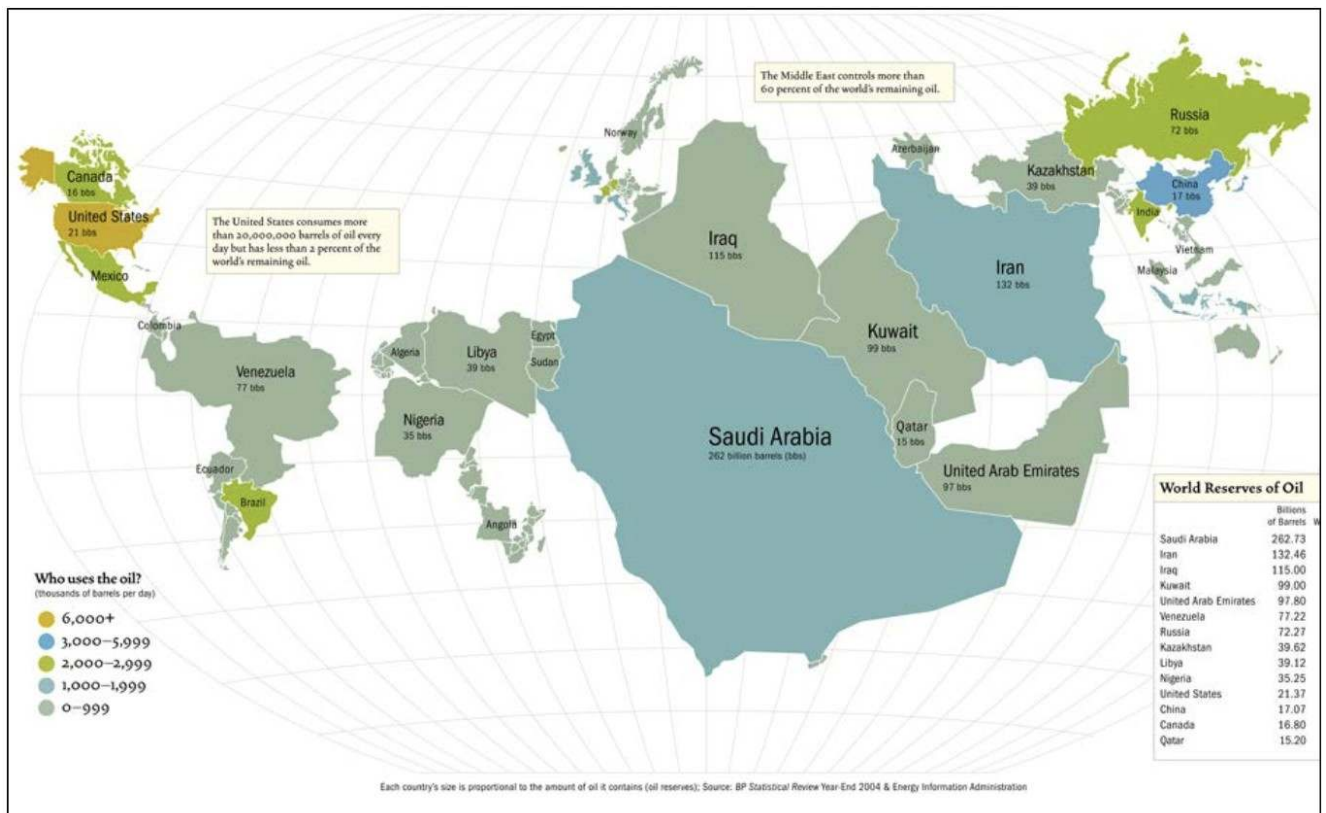 The Middle East controls more than
60 percent of the world's remaining oil.
Norway
Azerbaijan
Russia
72 bbs
Kazakhstan
39 bbs
China
17 bbs
India
Vietnam
Malaysia
Canada
16 bbs
United States
21 bbs
Mexico
The United States consumes more
than 20,000,000 barrels of oil every
day but has less than 2 percent of the
world's remaining oil.
Iraq
115 bbs
Iran
132 bbs
Kuwait
99 bbs
Colombia
Venezuela
77 bbs
Algeria
Libya
39 bbs
Egypt
Sudan
Nigeria
35 bbs
Saudi Arabia
262 billion barrels (bbs)
Qatar
15 bbs
United Arab Emirates
97 bbs
Ecuador
Brazil
Angola
Who uses the oil?
(thousands of barrels per day)
6,000+
3,000–5,999
2,000–2,999
1,000–1,999
0–999
World Reserves of Oil
Billions
of Barrels W
Saudi Arabia 262.73
Iran 132.46
Iraq 115.00
Kuwait 99.00
United Arab Emirates 97.80
Venezuela 77.22
Russia 72.27
Kazakhstan 39.62
Libya 39.12
Nigeria 35.25
United States 21.37
China 17.07
Canada 16.80
Qatar 15.20
Each country's size is proportional to the amount of oil it contains (oil reserves); Source: BP Statistical Review Year-End 2004 & Energy Information Administration